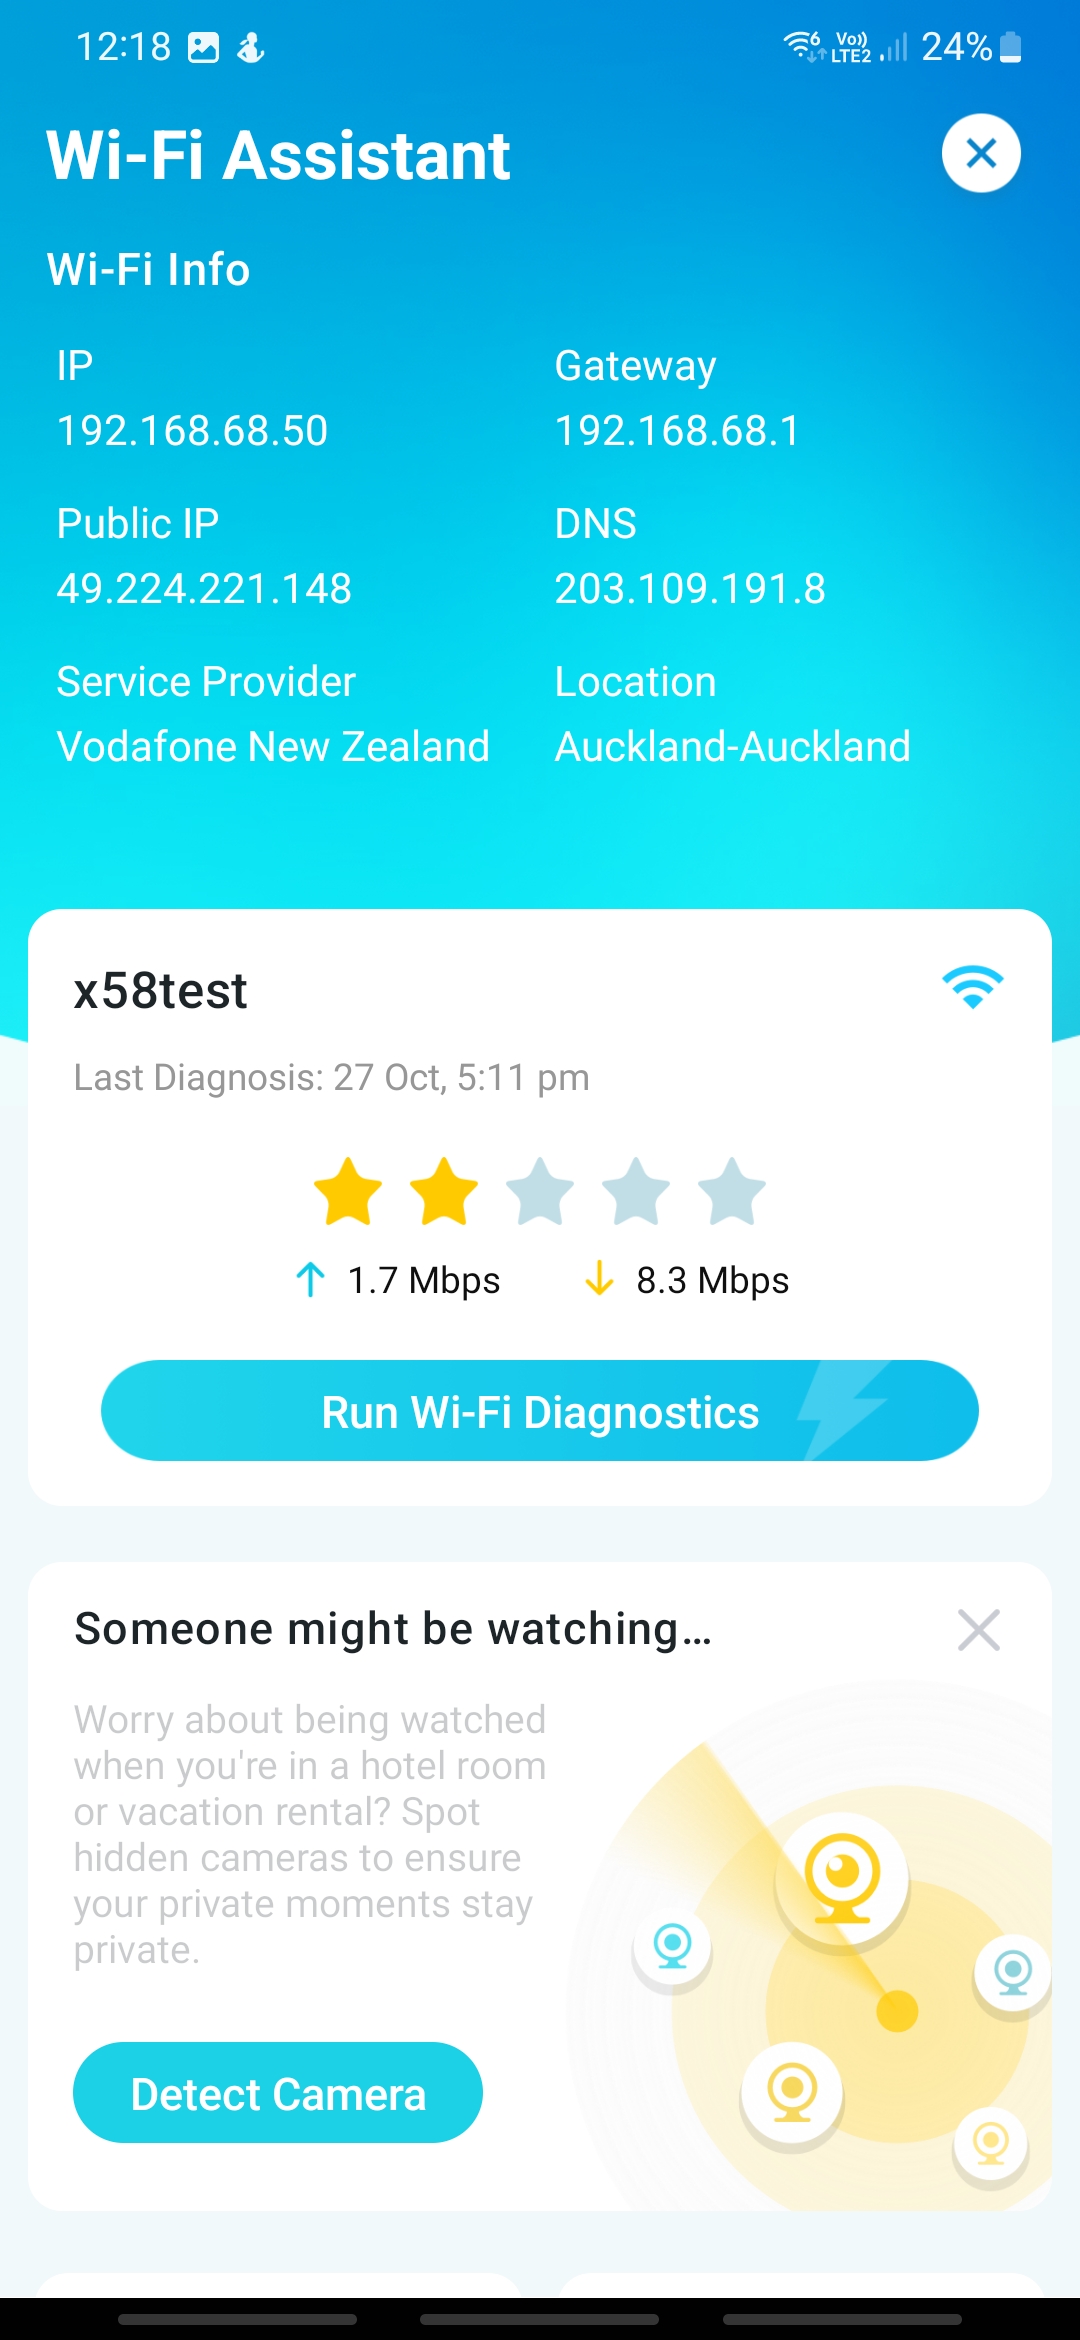 12:18
6 Vo)) LTE2 24%
Wi-Fi Assistant
Wi-Fi Info
IP
Gateway
192.168.68.50
192.168.68.1
Public IP
DNS
49.224.221.148
203.109.191.8
Service Provider
Location
Vodafone New Zealand
Auckland-Auckland
x58test
Last Diagnosis: 27 Oct, 5:11 pm
1.7 Mbps
8.3 Mbps
Run Wi-Fi Diagnostics
Someone might be watching...
Worry about being watched
when you're in a hotel room
or vacation rental? Spot
hidden cameras to ensure
your private moments stay
private.
Detect Camera